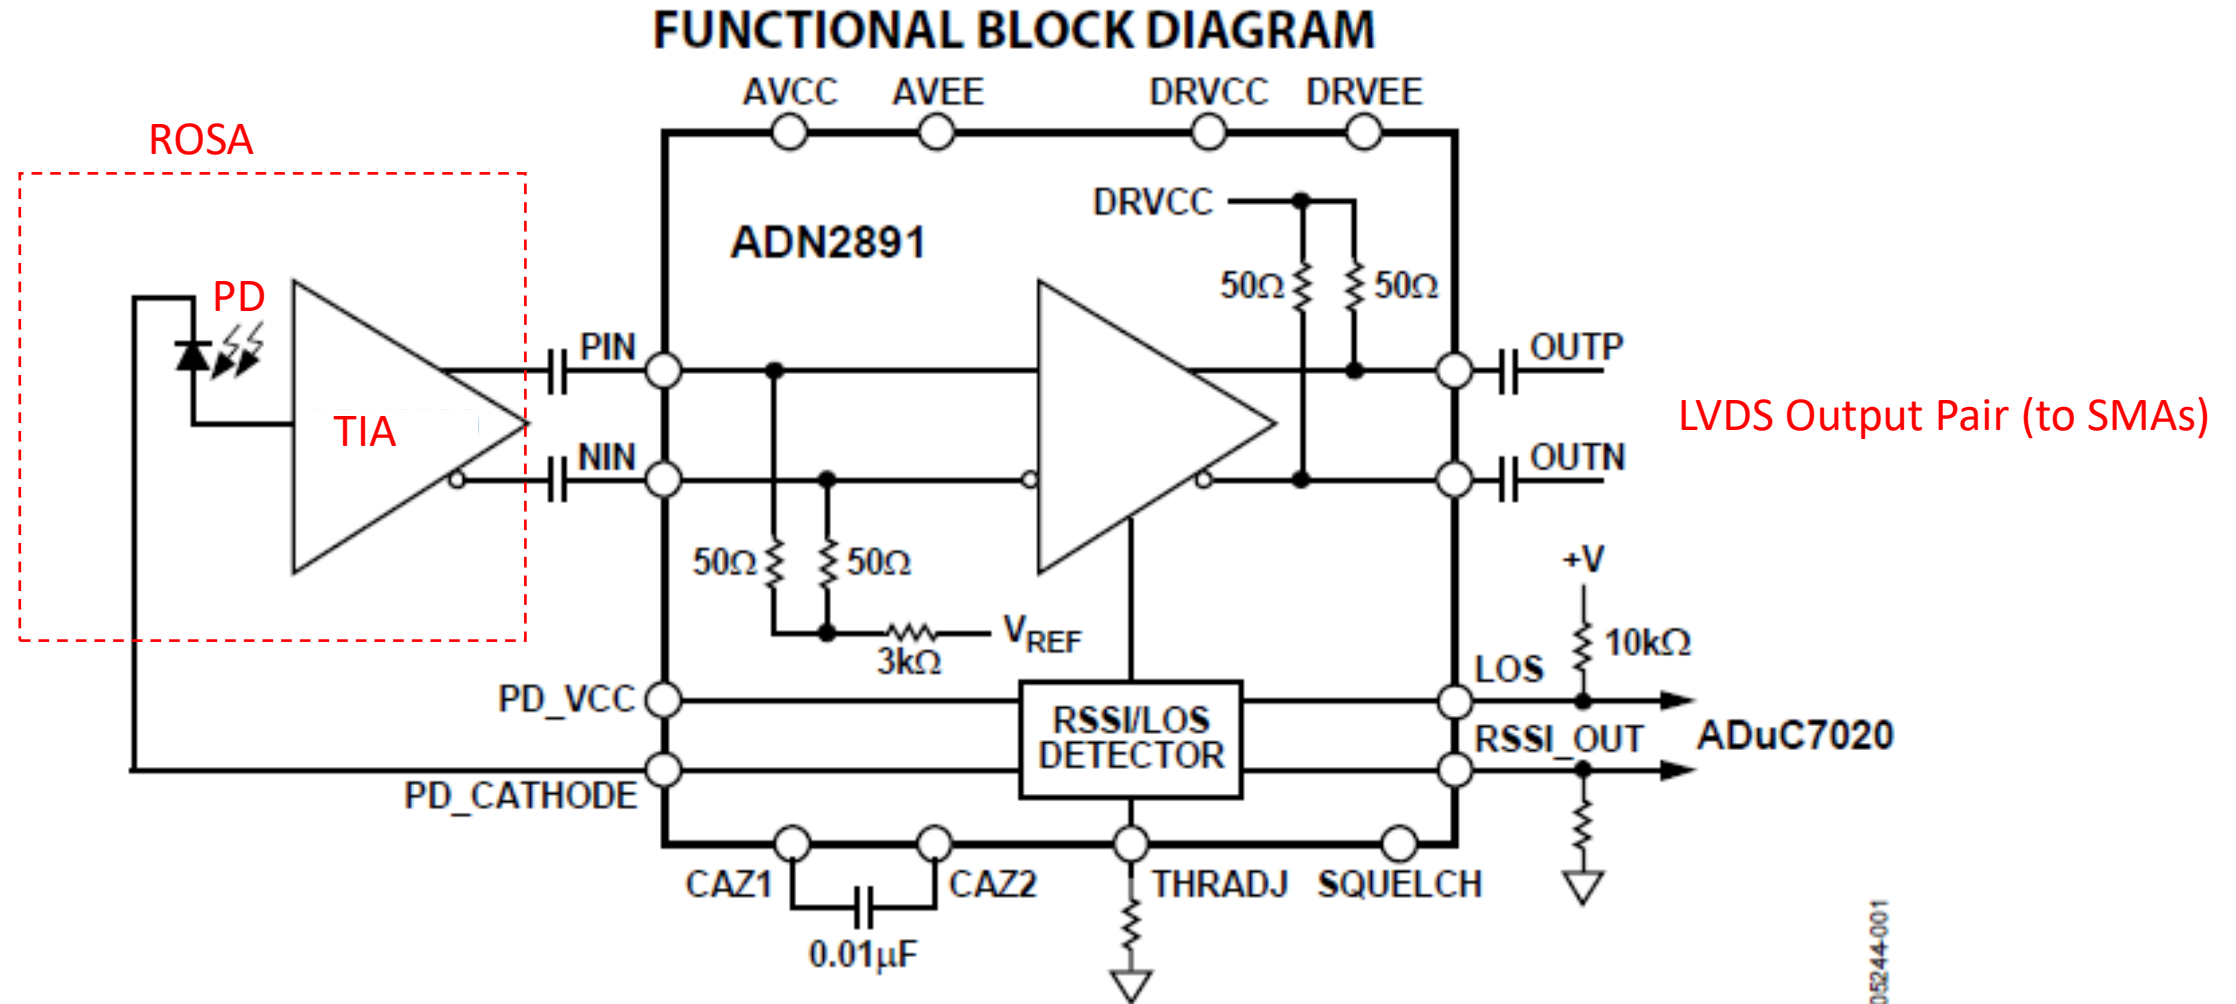 FUNCTIONAL BLOCK DIAGRAM
AVCC AVEE DRVCC DRVEE
ROSA
DRVCC
ADN2891
PD
50Ω 50Ω
PIN
OUTP
TIA
LVDS Output Pair (to SMAs)
NIN
OUTN
50Ω 50Ω
+V
VREF
10kΩ
3kΩ
LOS
PD_VCC
RSSI/LOS
DETECTOR
RSSI_OUT
ADuC7020
PD_CATHODE
CAZ1 CAZ2 THRADJ SQUELCH
0.01μF
05244-001